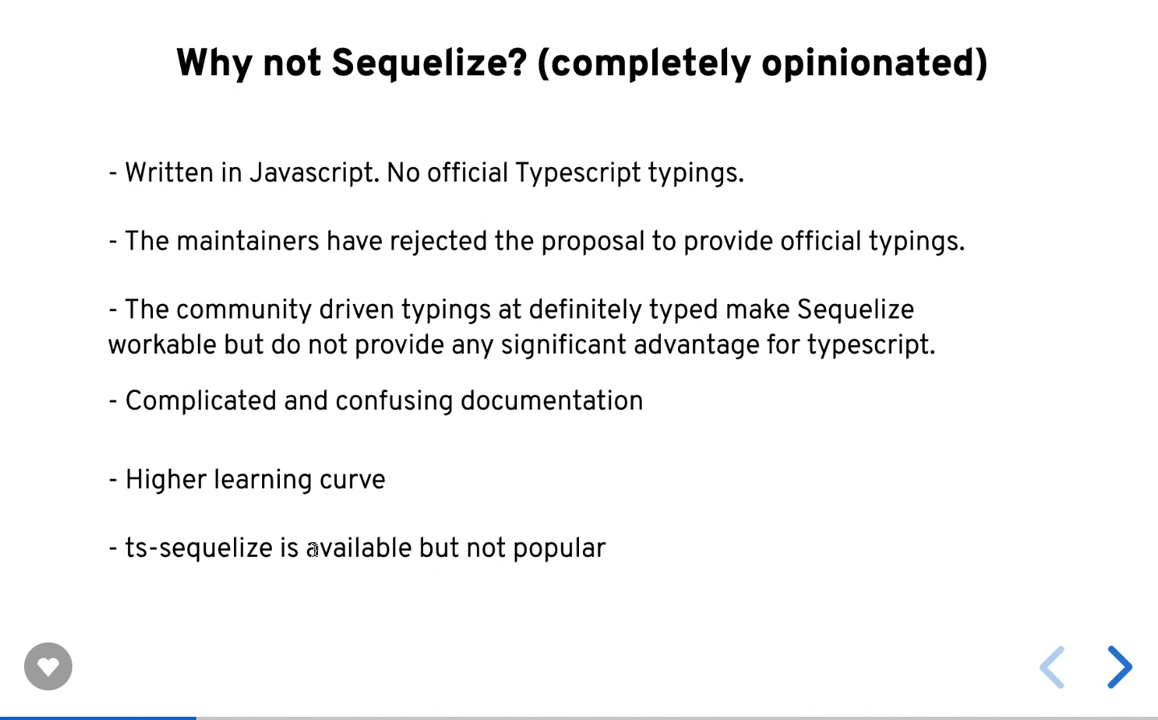 Why not Sequelize? (completely opinionated)
- Written in Javascript. No official Typescript typings.
- The maintainers have rejected the proposal to provide official typings.
- The community driven typings at definitely typed make Sequelize
workable but do not provide any significant advantage for typescript.
- Complicated and confusing documentation
- Higher learning curve
- ts-sequelize is available but not popular